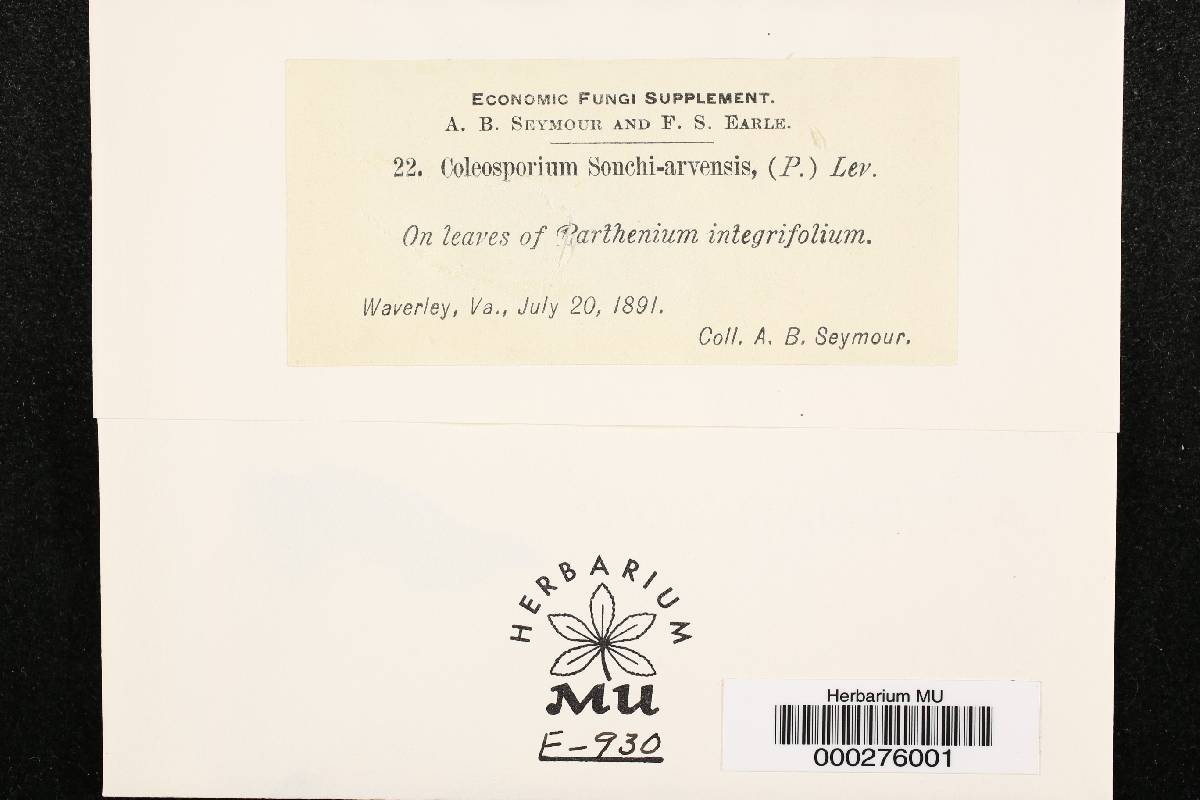 ECONOMIC FUNGI SUPPLEMENT.
A. B. SEYMOUR AND F. S. EARLE.
22. Coleosporium Sonchi-arvensis, (P.) Lev.
On leaves of Parthenium integrifolium.
Waverley, Va., July 20, 1891.
Coll. A. B. Seymour.
HERBARIUM
MU
E-930
Herbarium MU
000276001